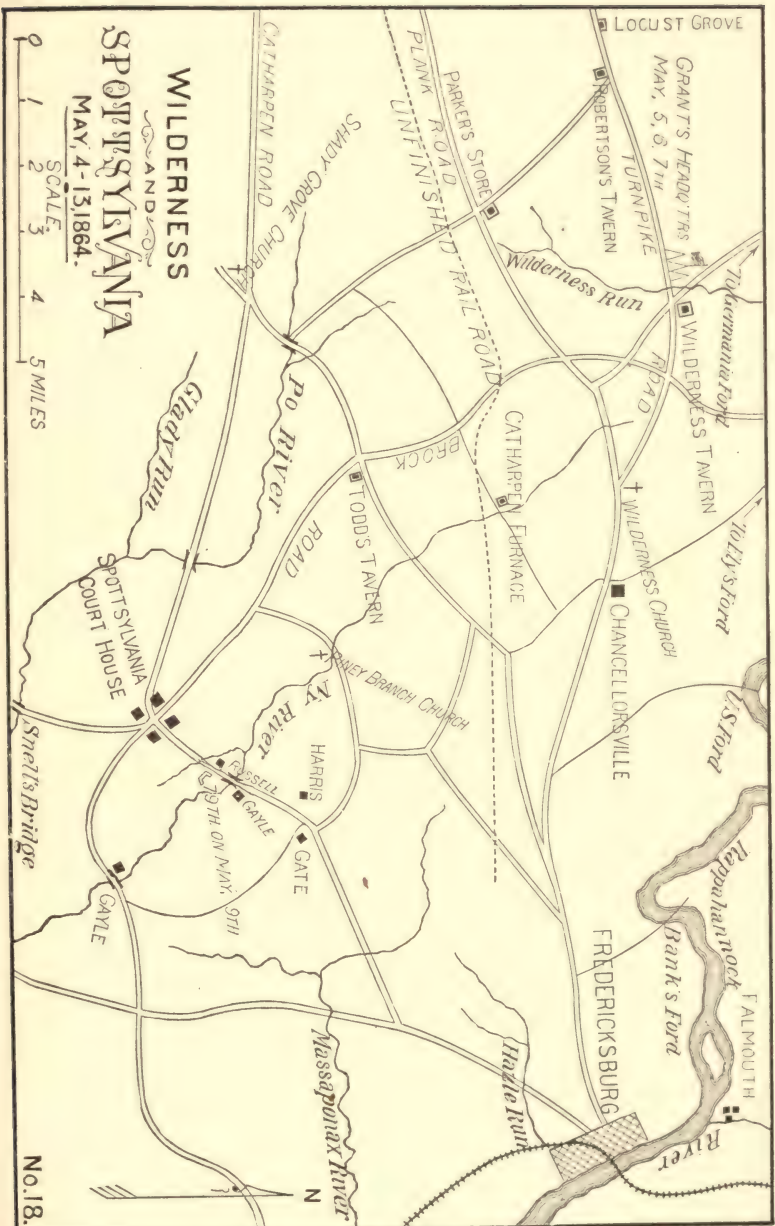 WILDERNESS
AND
SPOTTSYLVANIA
MAY, 4-13, 1864.
SCALE.
0 1 2 3 4 5 MILES
LOCUST GROVE
ROBERTSON'S TAVERN
GRANT'S HEADQ'TRS
MAY, 5, 6, 7TH
TURNPIKE
PLANK ROAD
UNFINISHED RAIL ROAD
PARKER'S STORE
Wilderness Run
To Germania Ford
WILDERNESS TAVERN
ROAD
To Ely's Ford
WILDERNESS CHURCH
CHANCELLORSVILLE
U.S Ford
Rappahannock
Bank's Ford
FALMOUTH
River
FREDERICKSBURG
Hazle Run
CATHARPEN ROAD
SHADY GROVE CHURCH
Po River
Glady Run
BROCK
ROAD
TODD'S TAVERN
CATHARPEN FURNACE
PINEY BRANCH CHURCH
Ny River
SPOTTSYLVANIA
COURT HOUSE
Snell's Bridge
RUSSELL
GAYLE
79TH ON MAY, 9TH
HARRIS
GATE
GAYLE
Massaponax River
N
No. 18.